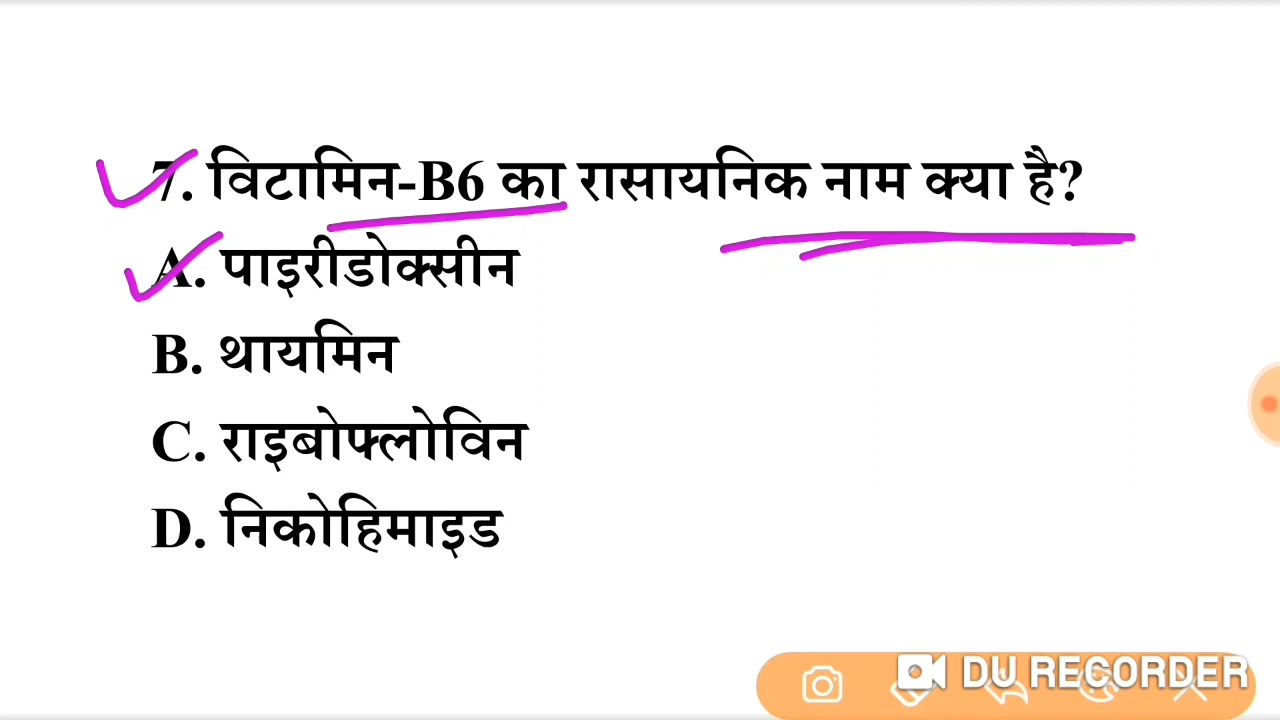 7. विटामिन-B6 का रासायनिक नाम क्या है?
A. पाइरीडोक्सीन
B. थायमिन
C. राइबोफ्लोविन
D. निकोहिमाइड
DU RECORDER